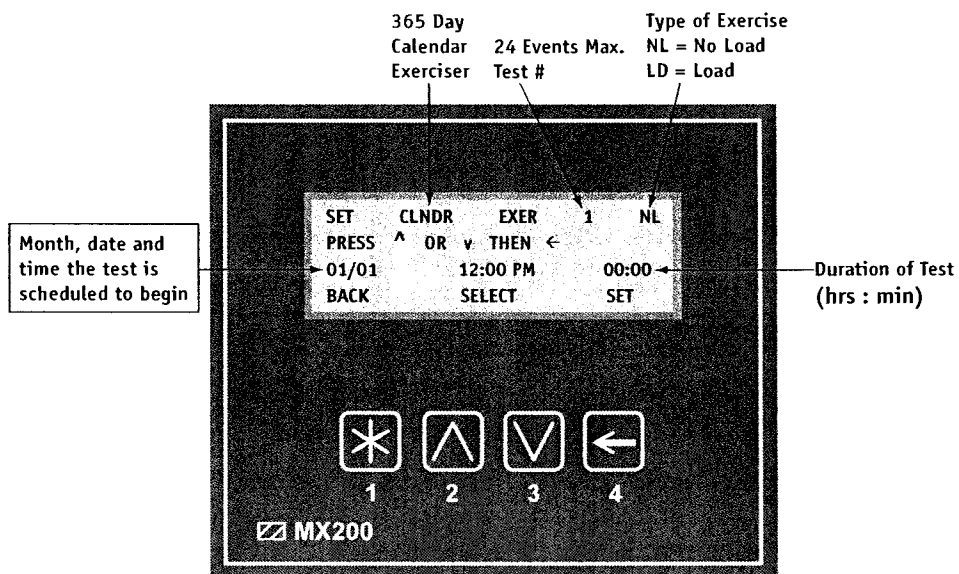 365 Day
Calendar
Exerciser
24 Events Max.
Test #
Type of Exercise
NL = No Load
LD = Load
SET CLNDR EXER 1 NL
PRESS ^ OR v THEN ←
01/01 12:00 PM 00:00
BACK SELECT SET
Month, date and
time the test is
scheduled to begin
Duration of Test
(hrs : min)
1 2 3 4
MX200